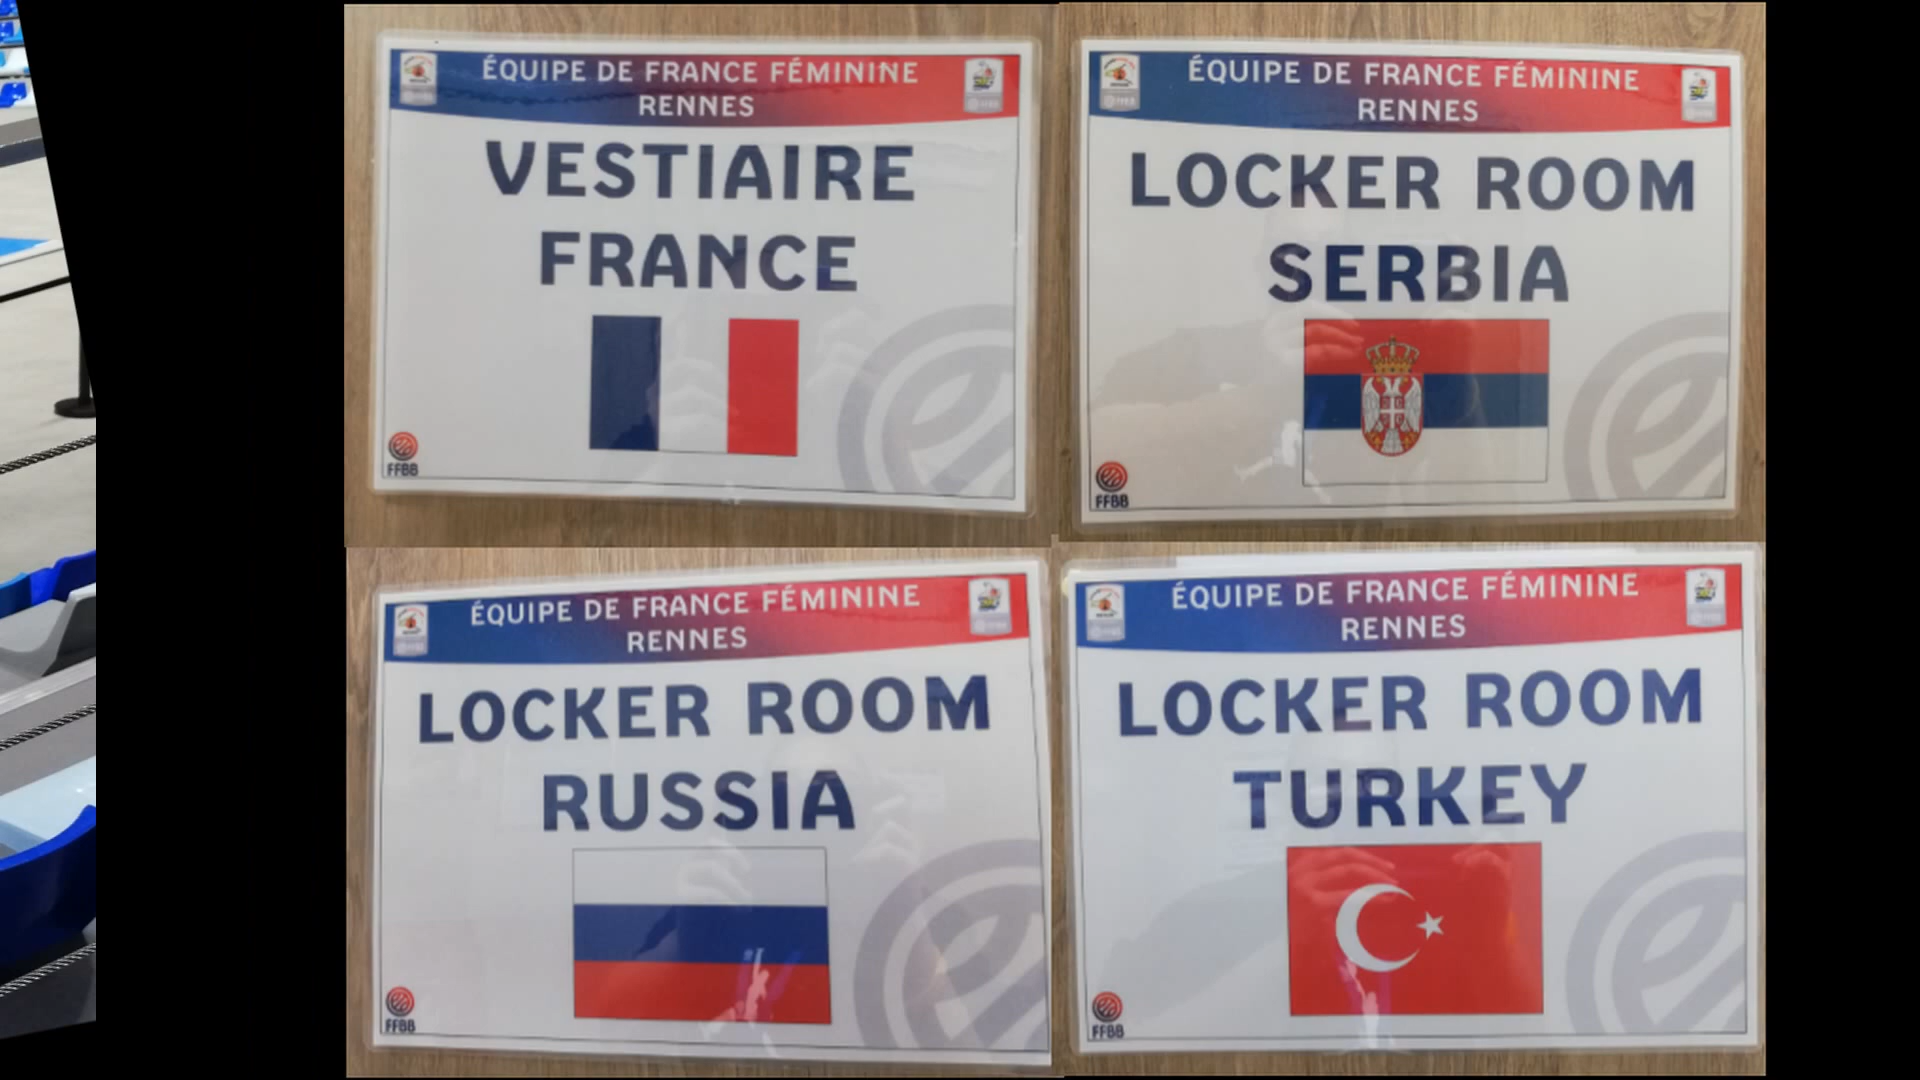 ÉQUIPE DE FRANCE FÉMININE
RENNES
VESTIAIRE
FRANCE
FFBB
ÉQUIPE DE FRANCE FÉMININE
RENNES
LOCKER ROOM
SERBIA
FFBB
ÉQUIPE DE FRANCE FÉMININE
RENNES
LOCKER ROOM
RUSSIA
FFBB
ÉQUIPE DE FRANCE FÉMININE
RENNES
LOCKER ROOM
TURKEY
FFBB